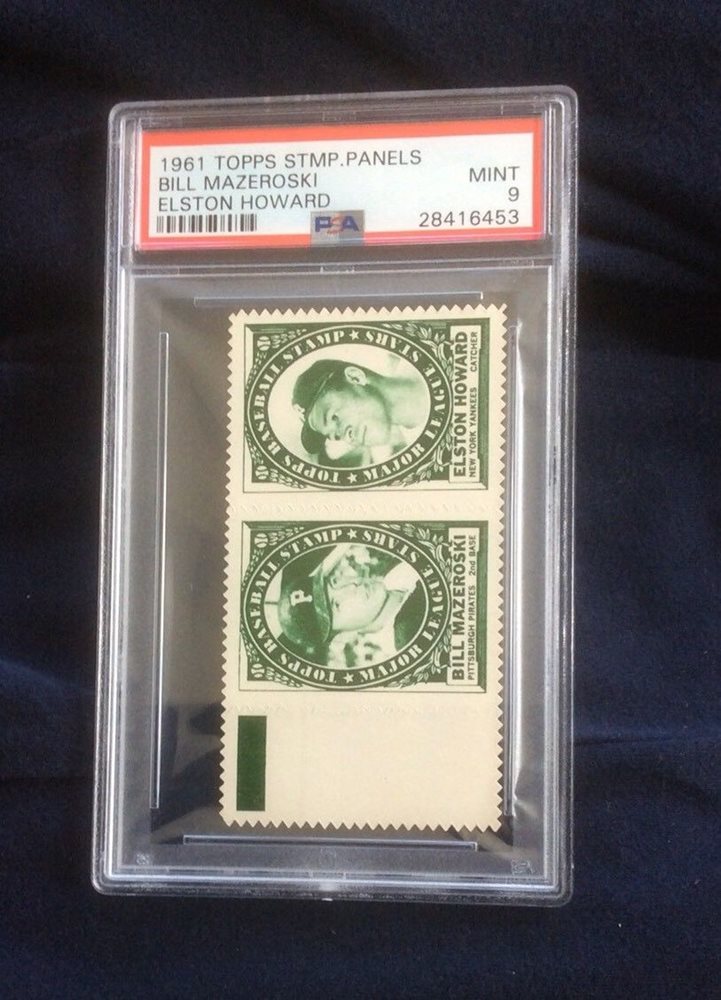 1961 TOPPS STMP.PANELS
BILL MAZEROSKI
ELSTON HOWARD
MINT
9
28416453
PSA
TOPPS BASEBALL STAMP ★ STARS
MAJOR LEAGUE ★
ELSTON HOWARD
NEW YORK YANKEES CATCHER
TOPPS BASEBALL STAMP ★ STARS
MAJOR LEAGUE ★
P
BILL MAZEROSKI
PITTSBURGH PIRATES 2nd BASE